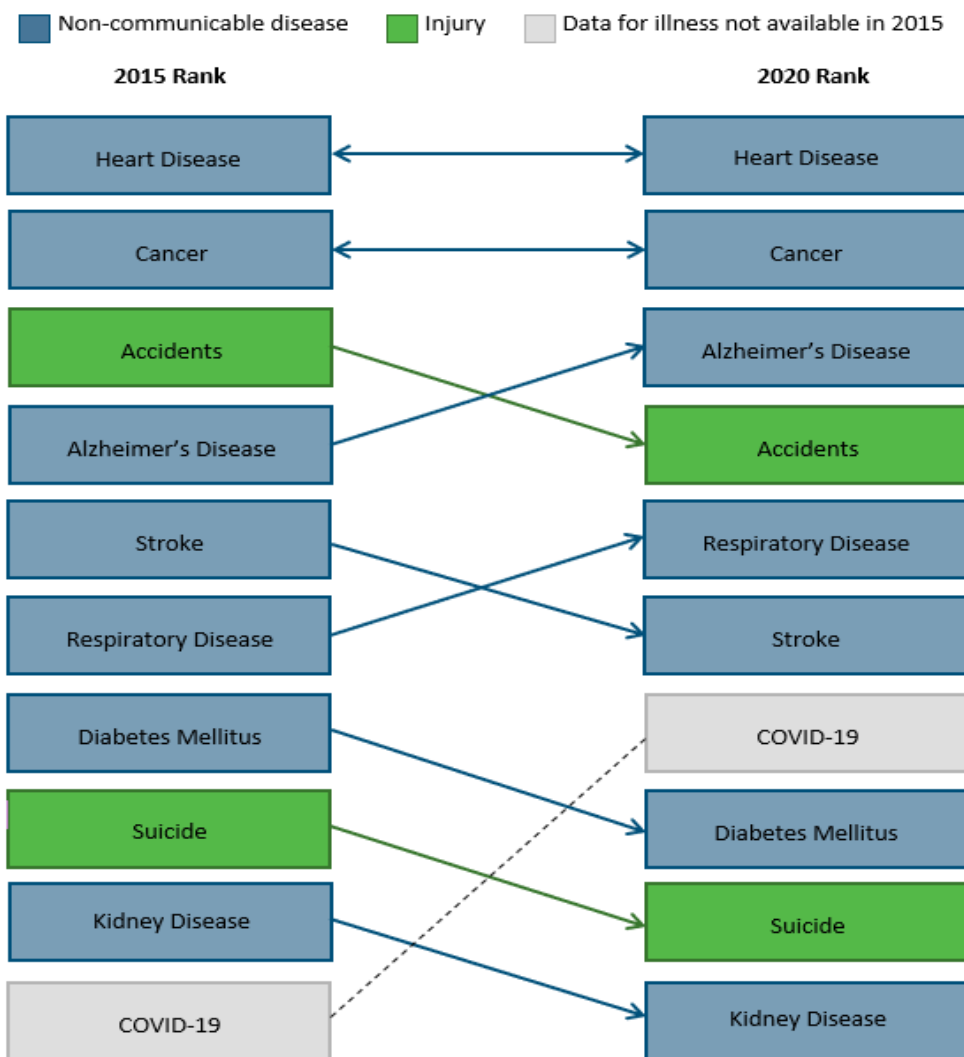 Non-communicable disease Injury Data for illness not available in 2015
2015 Rank 2020 Rank
Heart Disease Heart Disease
Cancer Cancer
Accidents Alzheimer’s Disease
Alzheimer’s Disease Accidents
Stroke Respiratory Disease
Respiratory Disease Stroke
Diabetes Mellitus COVID-19
Suicide Diabetes Mellitus
Kidney Disease Suicide
COVID-19 Kidney Disease